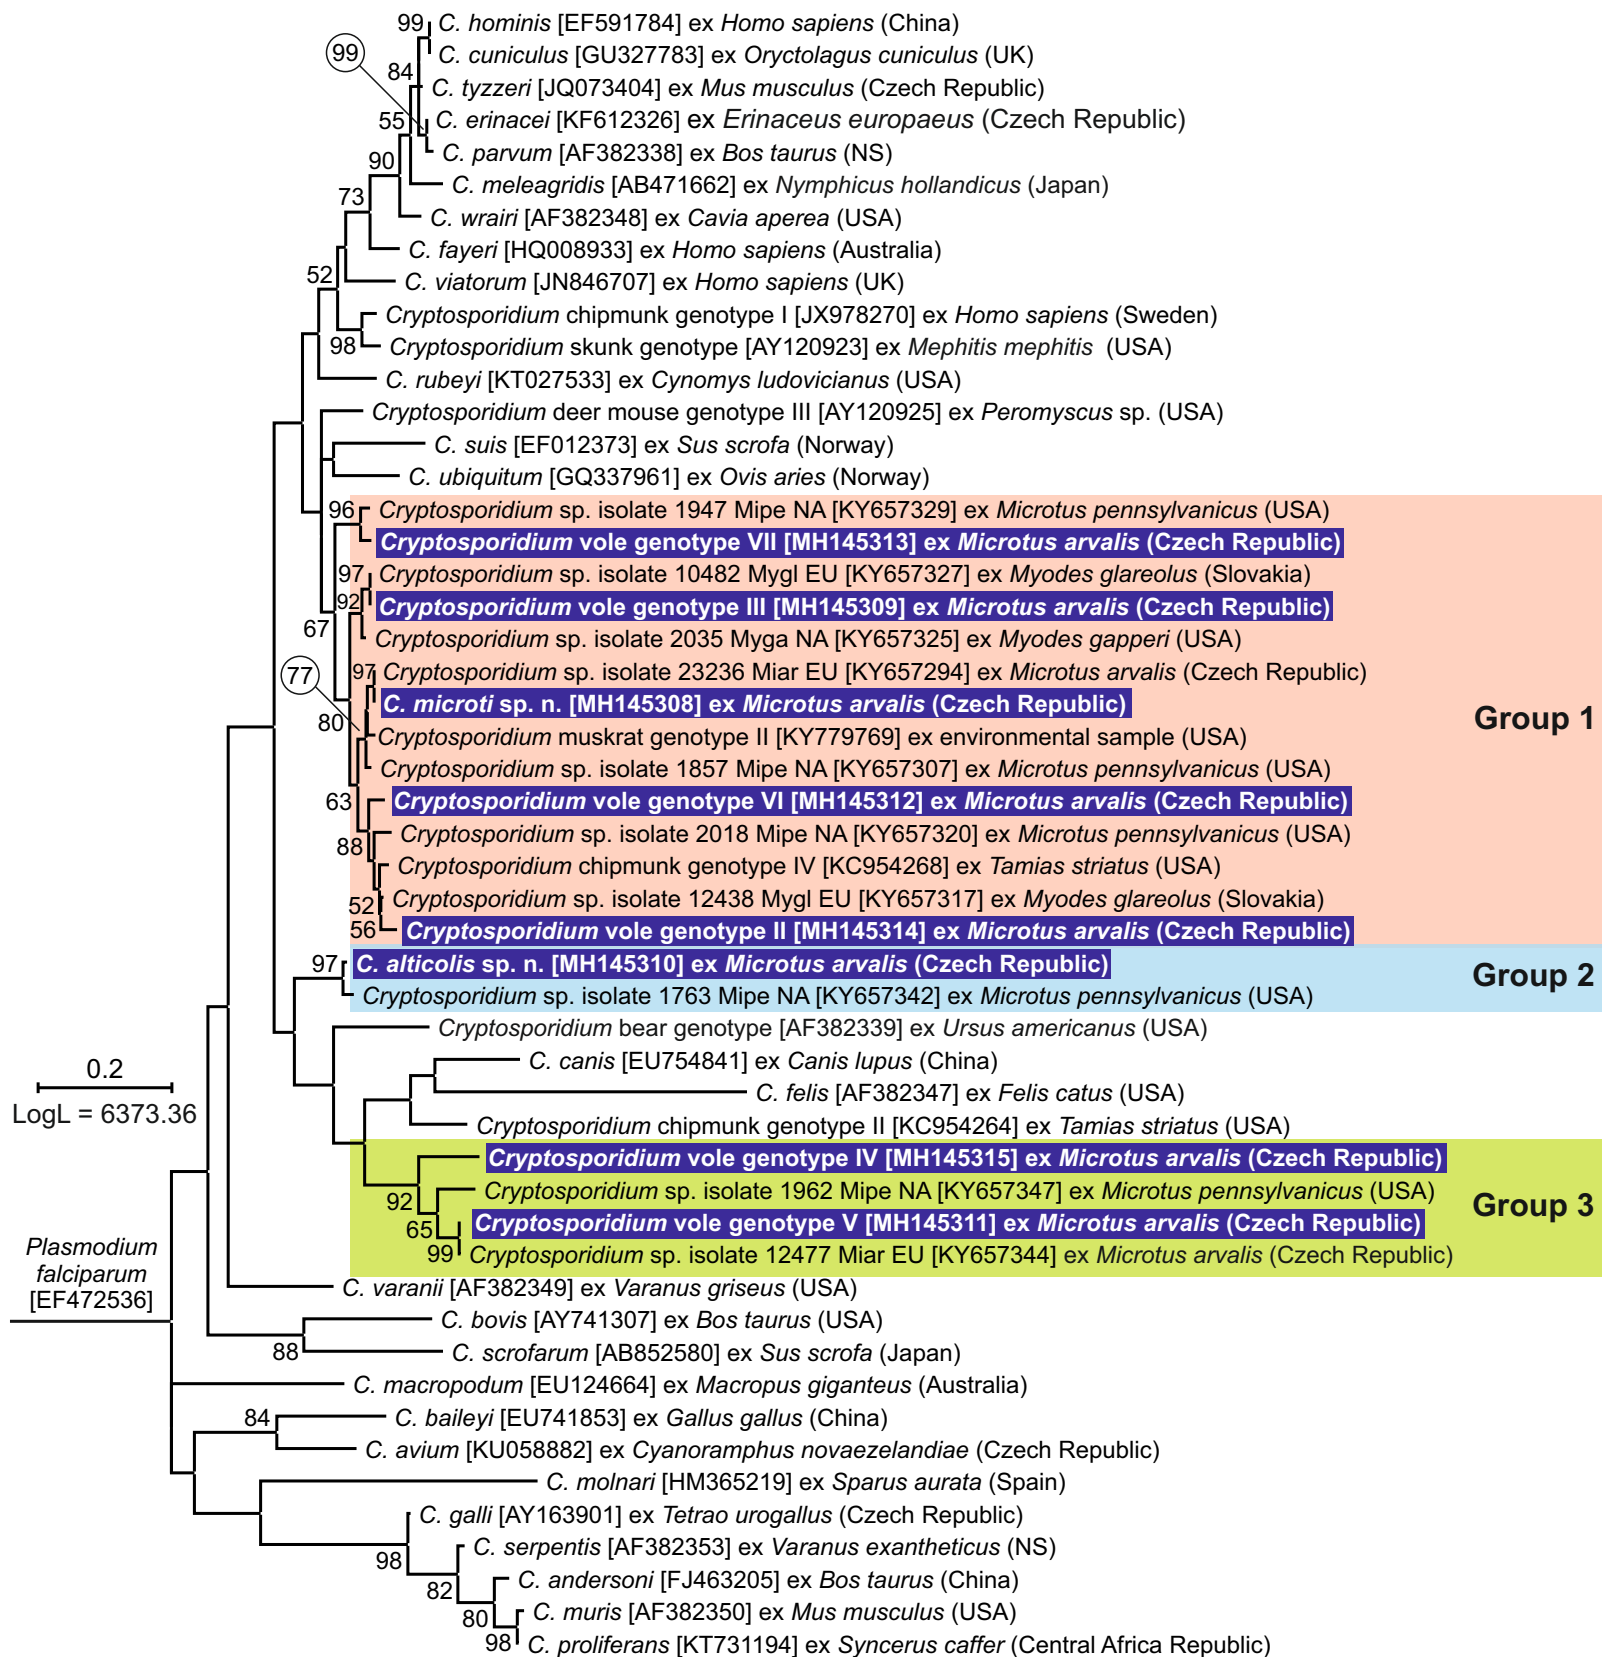 99 C. hominis [EF591784] ex Homo sapiens (China)
C. cuniculus [GU327783] ex Oryctolagus cuniculus (UK)
99
84
C. tyzzeri [JQ073404] ex Mus musculus (Czech Republic)
55 C. erinacei [KF612326] ex Erinaceus europaeus (Czech Republic)
C. parvum [AF382338] ex Bos taurus (NS)
90
C. meleagridis [AB471662] ex Nymphicus hollandicus (Japan)
73
C. wrairi [AF382348] ex Cavia aperea (USA)
C. fayeri [HQ008933] ex Homo sapiens (Australia)
52
C. viatorum [JN846707] ex Homo sapiens (UK)
Cryptosporidium chipmunk genotype I [JX978270] ex Homo sapiens (Sweden)
98 Cryptosporidium skunk genotype [AY120923] ex Mephitis mephitis (USA)
C. rubeyi [KT027533] ex Cynomys ludovicianus (USA)
Cryptosporidium deer mouse genotype III [AY120925] ex Peromyscus sp. (USA)
C. suis [EF012373] ex Sus scrofa (Norway)
C. ubiquitum [GQ337961] ex Ovis aries (Norway)
96 Cryptosporidium sp. isolate 1947 Mipe NA [KY657329] ex Microtus pennsylvanicus (USA)
Cryptosporidium vole genotype VII [MH145313] ex Microtus arvalis (Czech Republic)
97 Cryptosporidium sp. isolate 10482 Mygl EU [KY657327] ex Myodes glareolus (Slovakia)
92 Cryptosporidium vole genotype III [MH145309] ex Microtus arvalis (Czech Republic)
67
Cryptosporidium sp. isolate 2035 Myga NA [KY657325] ex Myodes gapperi (USA)
77
97 Cryptosporidium sp. isolate 23236 Miar EU [KY657294] ex Microtus arvalis (Czech Republic)
C. microti sp. n. [MH145308] ex Microtus arvalis (Czech Republic)
Group 1
80
Cryptosporidium muskrat genotype II [KY779769] ex environmental sample (USA)
Cryptosporidium sp. isolate 1857 Mipe NA [KY657307] ex Microtus pennsylvanicus (USA)
63 Cryptosporidium vole genotype VI [MH145312] ex Microtus arvalis (Czech Republic)
Cryptosporidium sp. isolate 2018 Mipe NA [KY657320] ex Microtus pennsylvanicus (USA)
88
Cryptosporidium chipmunk genotype IV [KC954268] ex Tamias striatus (USA)
52 Cryptosporidium sp. isolate 12438 Mygl EU [KY657317] ex Myodes glareolus (Slovakia)
56 Cryptosporidium vole genotype II [MH145314] ex Microtus arvalis (Czech Republic)
97 C. alticolis sp. n. [MH145310] ex Microtus arvalis (Czech Republic)
Group 2
Cryptosporidium sp. isolate 1763 Mipe NA [KY657342] ex Microtus pennsylvanicus (USA)
Cryptosporidium bear genotype [AF382339] ex Ursus americanus (USA)
C. canis [EU754841] ex Canis lupus (China)
0.2
C. felis [AF382347] ex Felis catus (USA)
LogL = 6373.36
Cryptosporidium chipmunk genotype II [KC954264] ex Tamias striatus (USA)
Cryptosporidium vole genotype IV [MH145315] ex Microtus arvalis (Czech Republic)
92 Cryptosporidium sp. isolate 1962 Mipe NA [KY657347] ex Microtus pennsylvanicus (USA)
Group 3
65 Cryptosporidium vole genotype V [MH145311] ex Microtus arvalis (Czech Republic)
99 Cryptosporidium sp. isolate 12477 Miar EU [KY657344] ex Microtus arvalis (Czech Republic)
Plasmodium
falciparum
[EF472536]
C. varanii [AF382349] ex Varanus griseus (USA)
C. bovis [AY741307] ex Bos taurus (USA)
88 C. scrofarum [AB852580] ex Sus scrofa (Japan)
C. macropodum [EU124664] ex Macropus giganteus (Australia)
84 C. baileyi [EU741853] ex Gallus gallus (China)
C. avium [KU058882] ex Cyanoramphus novaezelandiae (Czech Republic)
C. molnari [HM365219] ex Sparus aurata (Spain)
C. galli [AY163901] ex Tetrao urogallus (Czech Republic)
98 C. serpentis [AF382353] ex Varanus exantheticus (NS)
82 C. andersoni [FJ463205] ex Bos taurus (China)
80 C. muris [AF382350] ex Mus musculus (USA)
98 C. proliferans [KT731194] ex Syncerus caffer (Central Africa Republic)